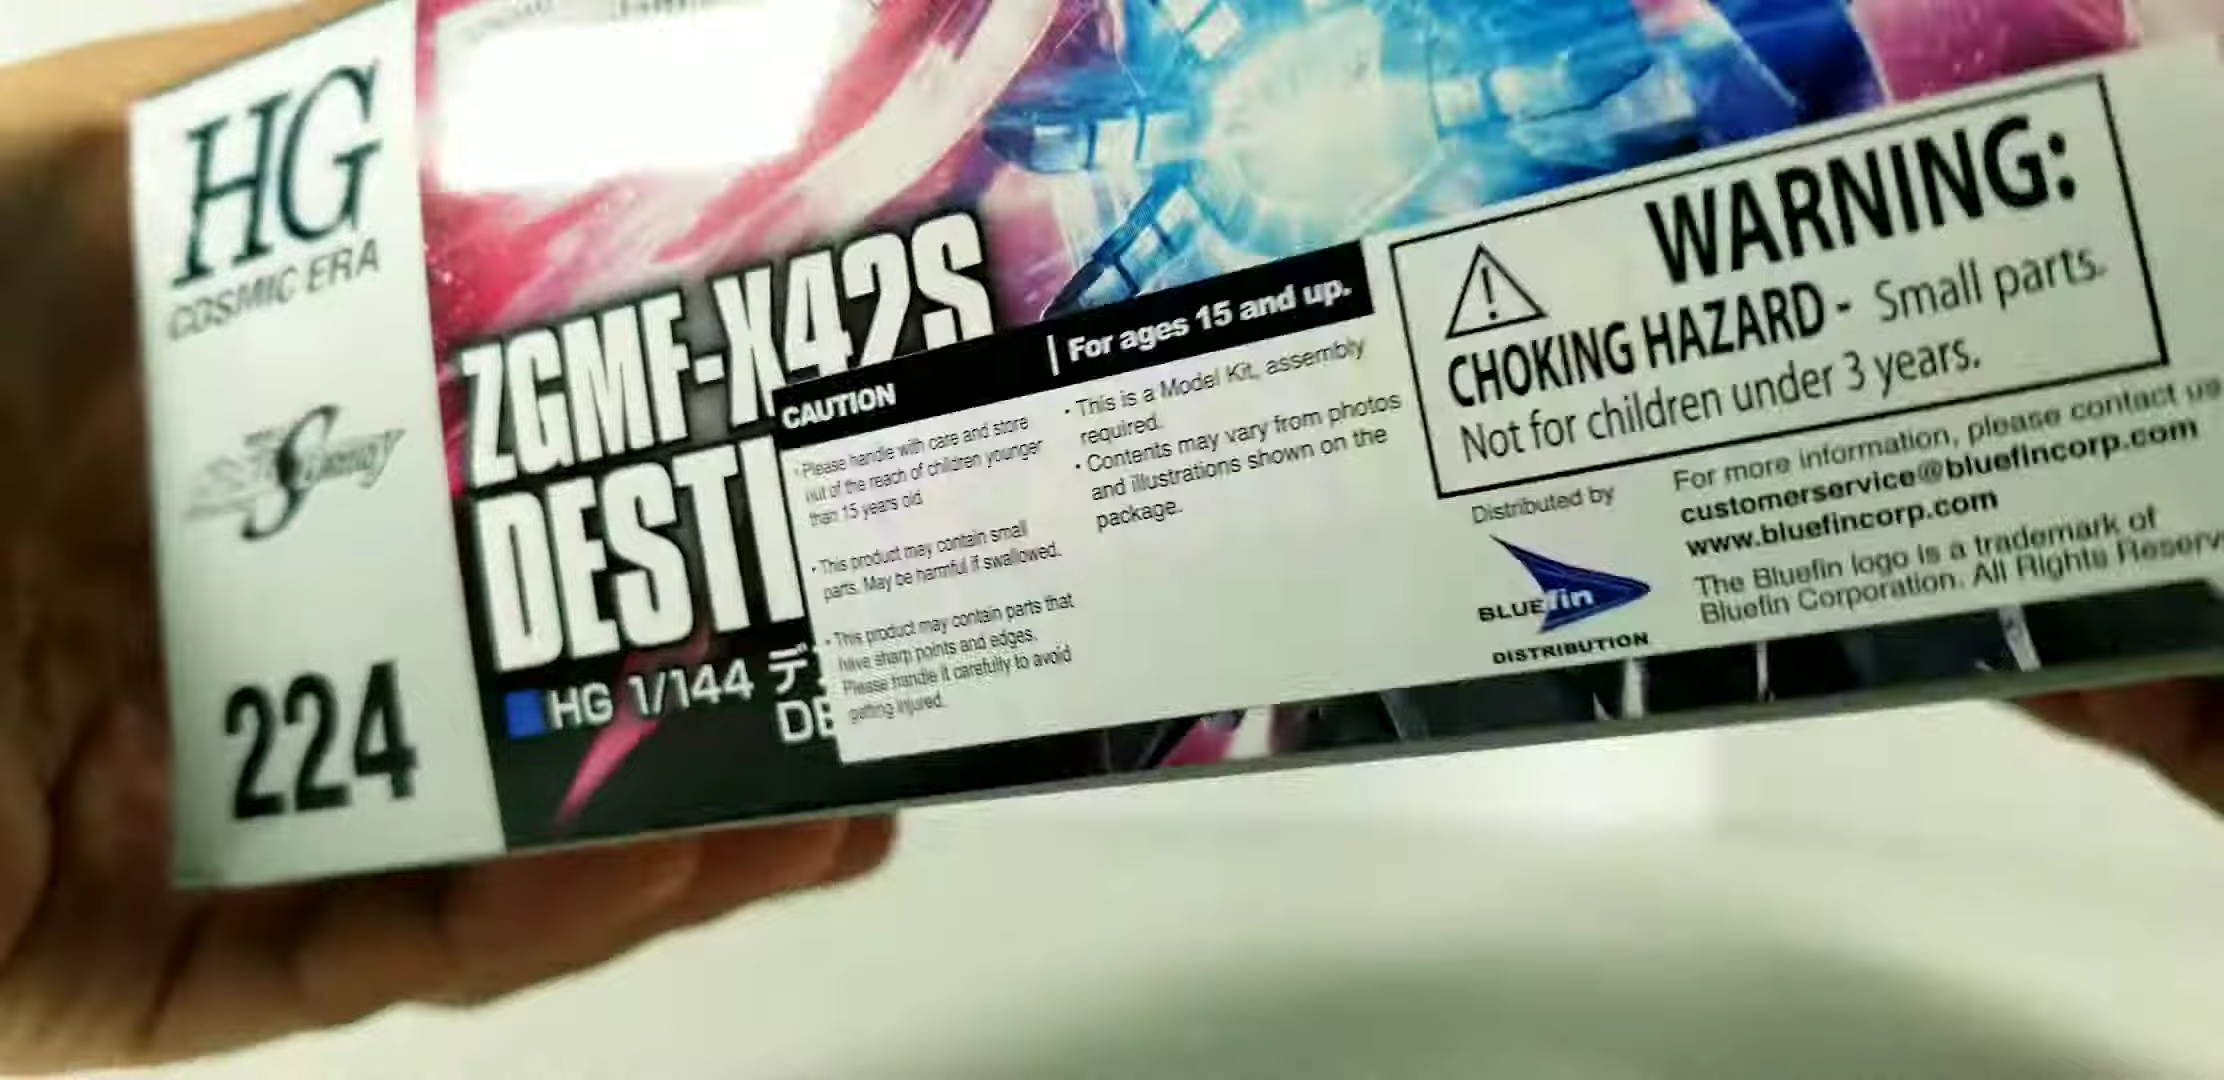 HG
COSMIC ERA
224
ZGMF-X42S
DESTI
HG 1/144 デ
DE
CAUTION
For ages 15 and up.
・Please handle with care and store
out of the reach of children younger
than 15 years old
・This product may contain small
parts. May be harmful if swallowed.
・This product may contain parts that
have sharp points and edges.
Please handle it carefully to avoid
getting injured.
・This is a Model Kit, assembly
required.
・Contents may vary from photos
and illustrations shown on the
package.
WARNING:
CHOKING HAZARD - Small parts.
Not for children under 3 years.
Distributed by
BLUEfin
DISTRIBUTION
For more information, please contact us
customerservice@bluefincorp.com
www.bluefincorp.com
The Bluefin logo is a trademark of
Bluefin Corporation. All Rights Reserv